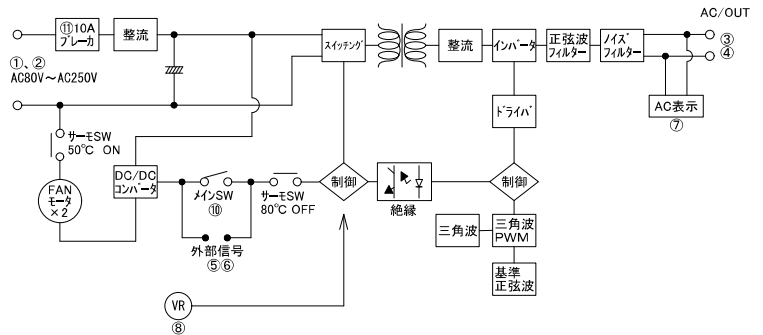 AC/OUT
⑪10A
ブレーカ
整流
スイッチング
整流
インバータ
正弦波
フィルター
ノイズ
フィルター
③
④
①、②
AC80V～AC250V
AC表示
⑦
ドライバ
サーモSW
50℃ ON
DC/DC
コンバータ
メインSW
⑩
サーモSW
80℃ OFF
制御
絶縁
制御
FAN
モータ
×2
外部信号
⑤⑥
三角波
三角波
PWM
基準
正弦波
VR
⑧